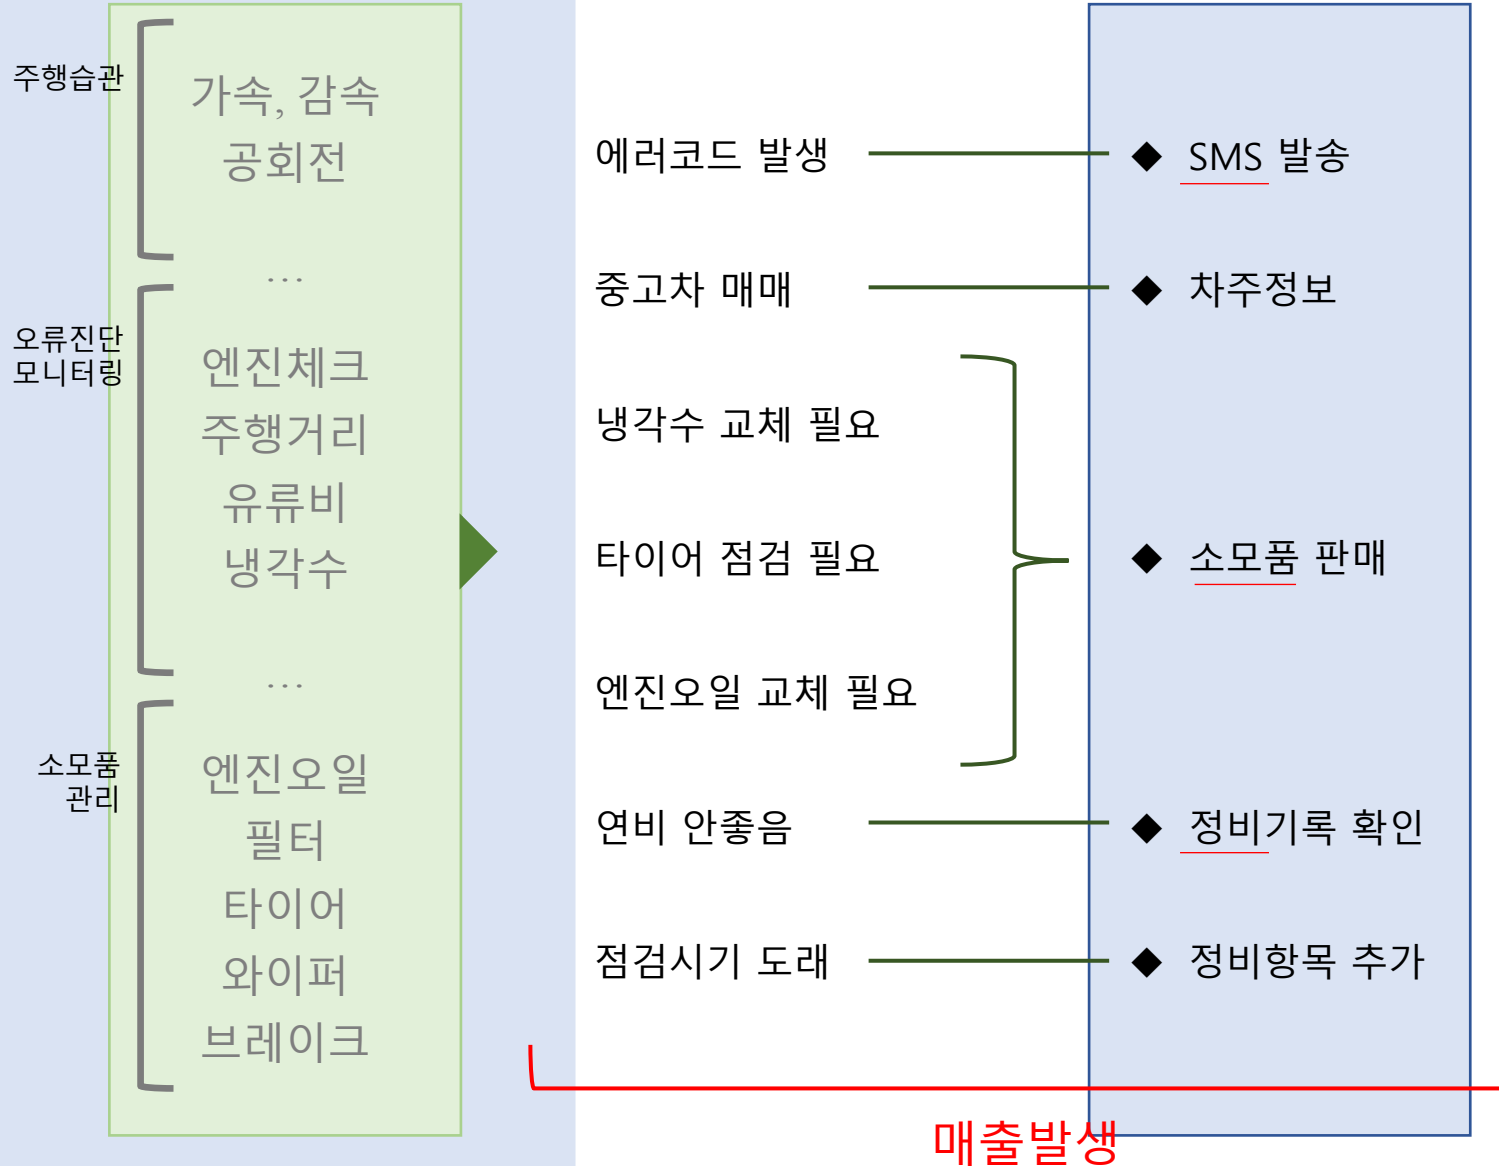 주행습관
가속, 감속
공회전
...
오류진단
모니터링
엔진체크
주행거리
유류비
냉각수
...
소모품
관리
엔진오일
필터
타이어
와이퍼
브레이크
에러코드 발생
중고차 매매
냉각수 교체 필요
타이어 점검 필요
엔진오일 교체 필요
연비 안좋음
점검시기 도래
◆ SMS 발송
◆ 차주정보
◆ 소모품 판매
◆ 정비기록 확인
◆ 정비항목 추가
매출발생